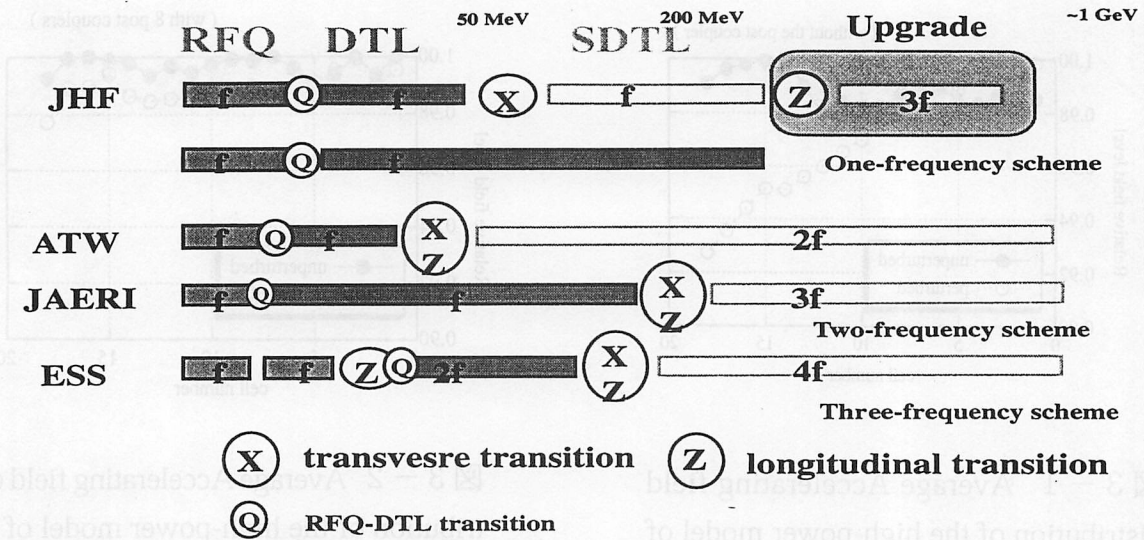 50 MeV 200 MeV ~1 GeV
RFQ DTL SDTL Upgrade
JHF f Q f X f Z 3f
f Q f One-frequency scheme
ATW f Q f X Z 2f
JAERI f Q f X Z 3f
Two-frequency scheme
ESS f f Z Q 2f X Z 4f
Three-frequency scheme
X transvesre transition Z longitudinal transition
Q RFQ-DTL transition